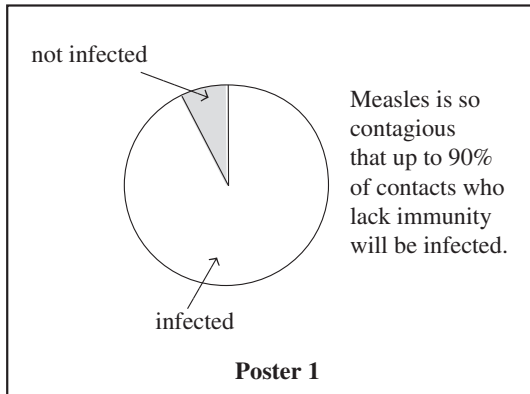 not infected
Measles is so
contagious
that up to 90%
of contacts who
lack immunity
will be infected.
infected
Poster 1